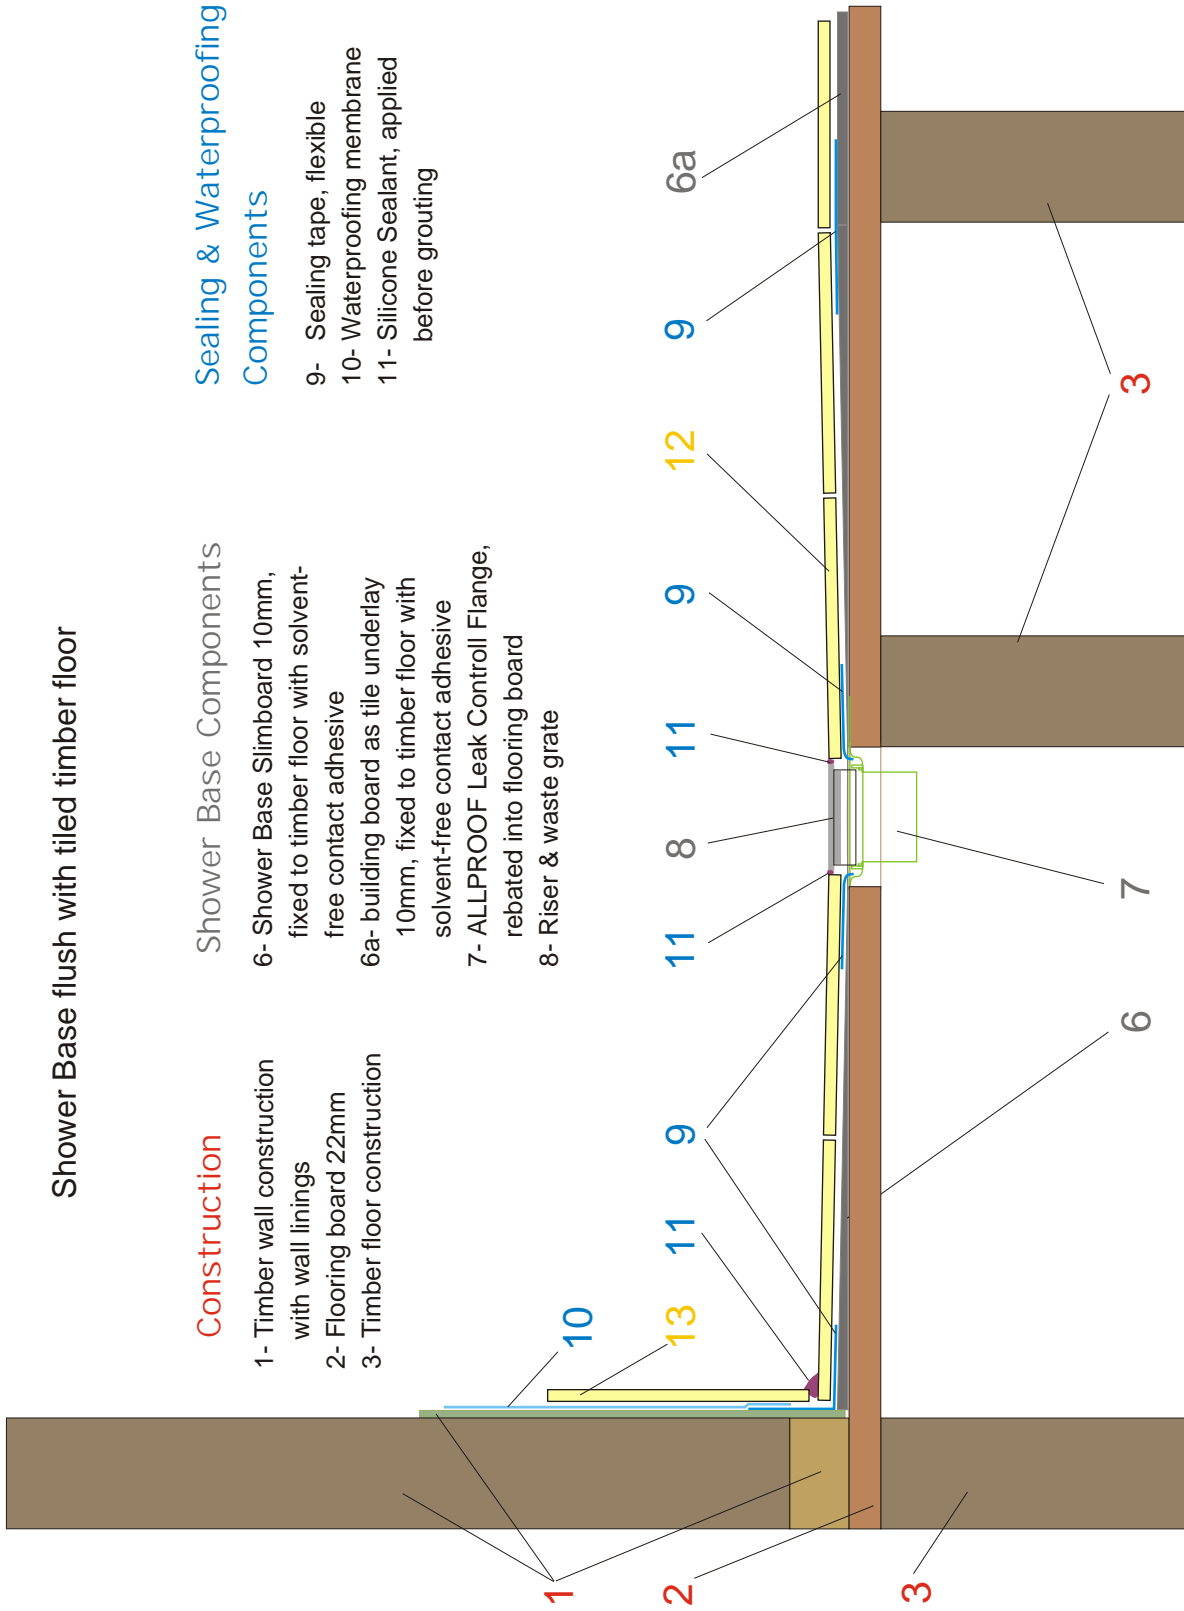 Shower Base flush with tiled timber floor
Construction
1- Timber wall construction
with wall linings
2- Flooring board 22mm
3- Timber floor construction
Shower Base Components
6- Shower Base Slimboard 10mm,
fixed to timber floor with solvent-
free contact adhesive
6a- building board as tile underlay
10mm, fixed to timber floor with
solvent-free contact adhesive
7- ALLPROOF Leak Controll Flange,
rebated into flooring board
8- Riser & waste grate
Sealing & Waterproofing
Components
9- Sealing tape, flexible
10- Waterproofing membrane
11- Silicone Sealant, applied
before grouting
10
13
11
9
11
8
11
9
12
9
6a
1
2
3
6
7
3